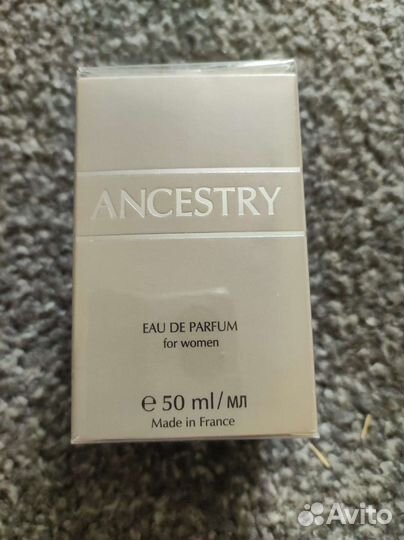 ANCESTRY
EAU DE PARFUM
for women
℮ 50 ml/мл
Made in France
Avito